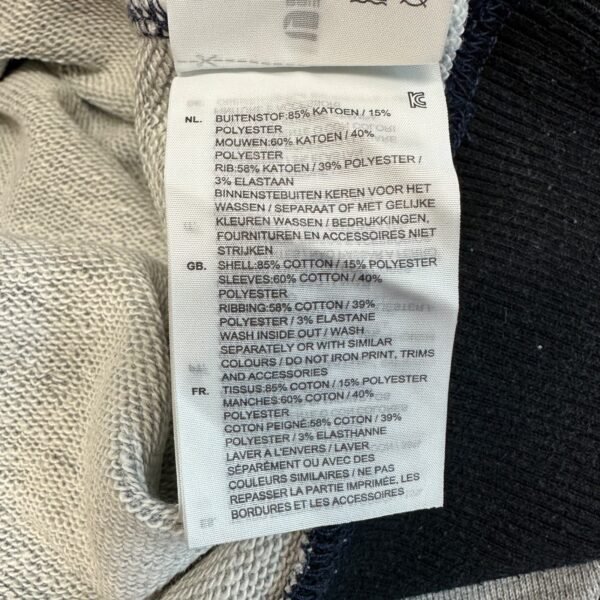 NL. BUITENSTOF:85% KATOEN / 15%
POLYESTER
MOUWEN:60% KATOEN / 40%
POLYESTER
RIB:58% KATOEN / 39% POLYESTER /
3% ELASTAAN
BINNENSTEBUITEN KEREN VOOR HET
WASSEN / SEPARAAT OF MET GELIJKE
KLEUREN WASSEN / BEDRUKKINGEN,
FOURNITUREN EN ACCESSOIRES NIET
STRIJKEN
GB. SHELL:85% COTTON / 15% POLYESTER
SLEEVES:60% COTTON / 40%
POLYESTER
RIBBING:58% COTTON / 39%
POLYESTER / 3% ELASTANE
WASH INSIDE OUT / WASH
SEPARATELY OR WITH SIMILAR
COLOURS / DO NOT IRON PRINT, TRIMS
AND ACCESSORIES
FR. TISSUS:85% COTON / 15% POLYESTER
MANCHES:60% COTON / 40%
POLYESTER
COTON PEIGNÉ:58% COTON / 39%
POLYESTER / 3% ELASTHANNE
LAVER A L'ENVERS / LAVER
SÉPARÉMENT OU AVEC DES
COULEURS SIMILAIRES / NE PAS
REPASSER LA PARTIE IMPRIMÉE, LES
BORDURES ET LES ACCESSOIRES